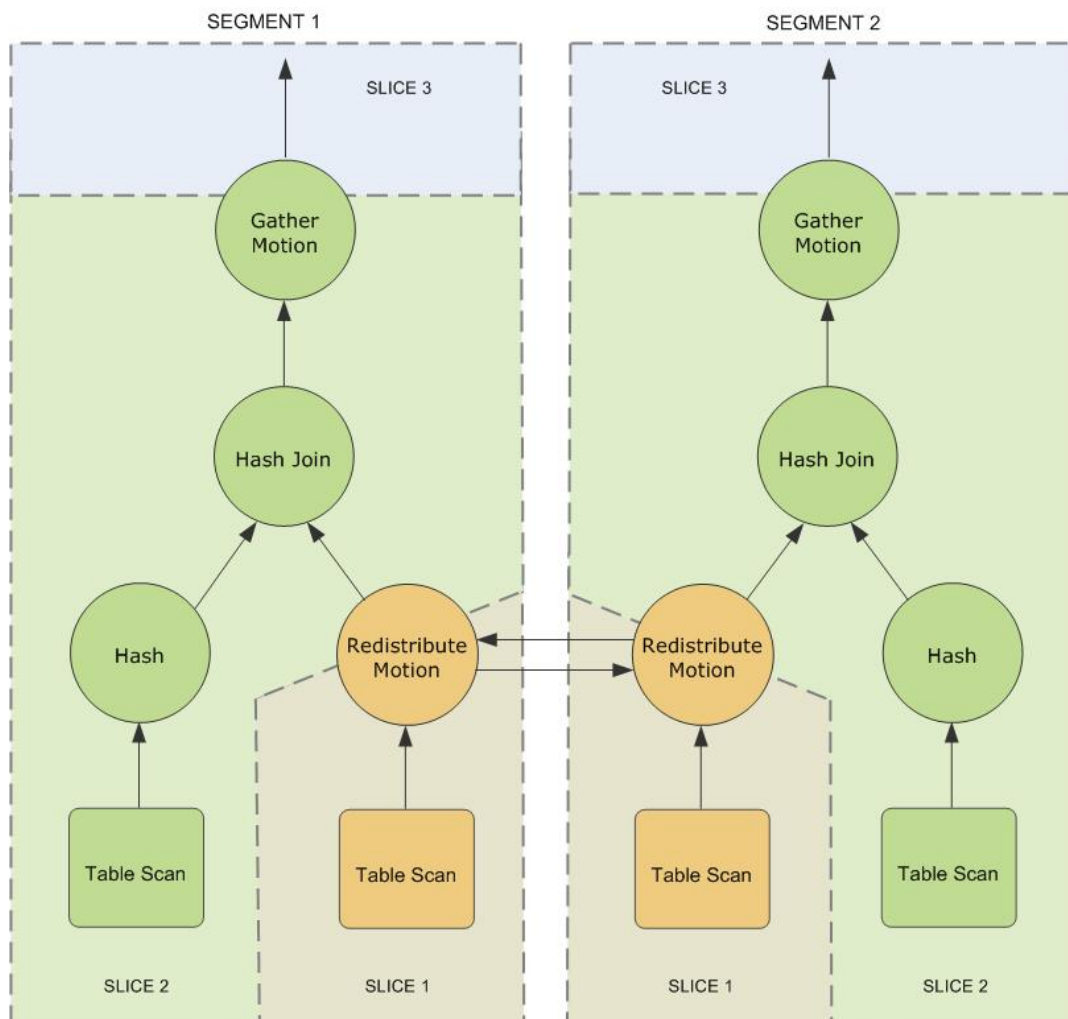 SEGMENT 1
SEGMENT 2
SLICE 3
SLICE 3
Gather
Motion
Gather
Motion
Hash Join
Hash Join
Hash
Redistribute
Motion
Redistribute
Motion
Hash
Table Scan
Table Scan
Table Scan
Table Scan
SLICE 2
SLICE 1
SLICE 1
SLICE 2